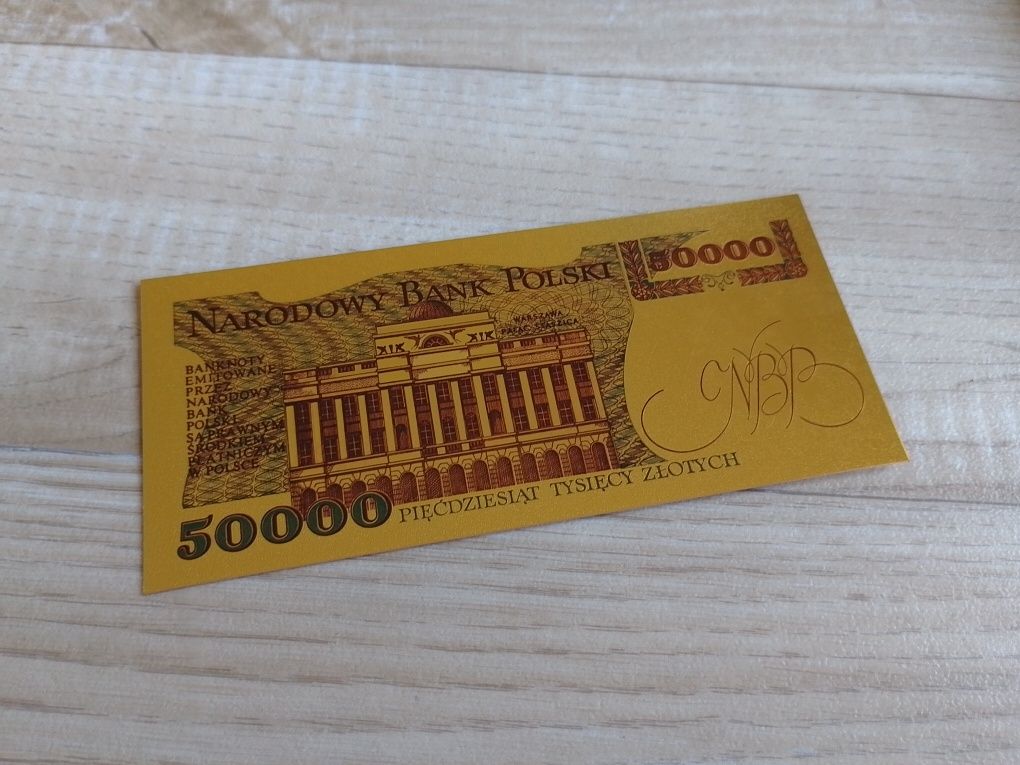 NARODOWY BANK POLSKI
50000
WARSZAWA
PAŁAC STASZICA
BANKNOTY
EMITOWANE
PRZEZ
NARODOWY
BANK
POLSKI
SĄ PRAWNYM
ŚRODKIEM
PŁATNICZYM
W POLSCE
NBP
50000 PIĘĆDZIESIĄT TYSIĘCY ZŁOTYCH